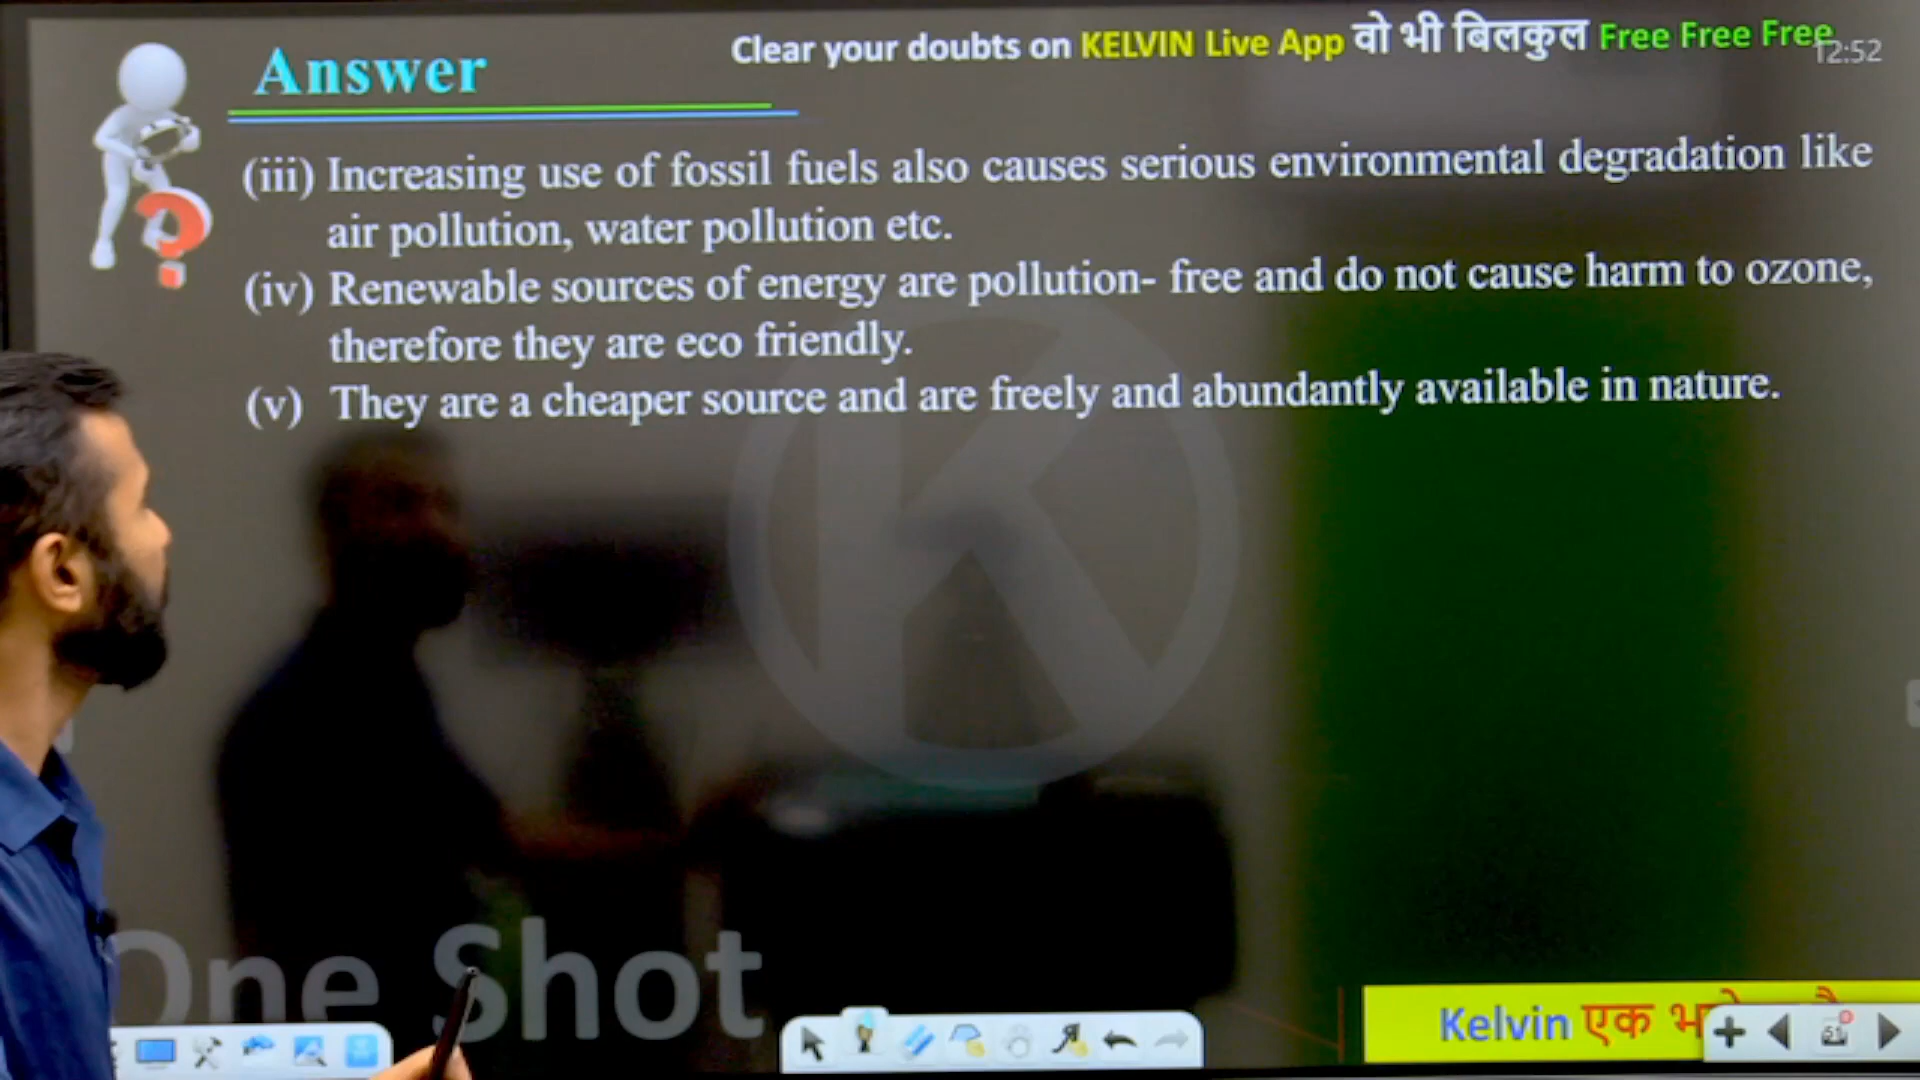 Answer
Clear your doubts on KELVIN Live App वो भी बिलकुल Free Free Free
12:52
(iii) Increasing use of fossil fuels also causes serious environmental degradation like
air pollution, water pollution etc.
(iv) Renewable sources of energy are pollution- free and do not cause harm to ozone,
therefore they are eco friendly.
(v) They are a cheaper source and are freely and abundantly available in nature.
One Shot
Kelvin एक
51